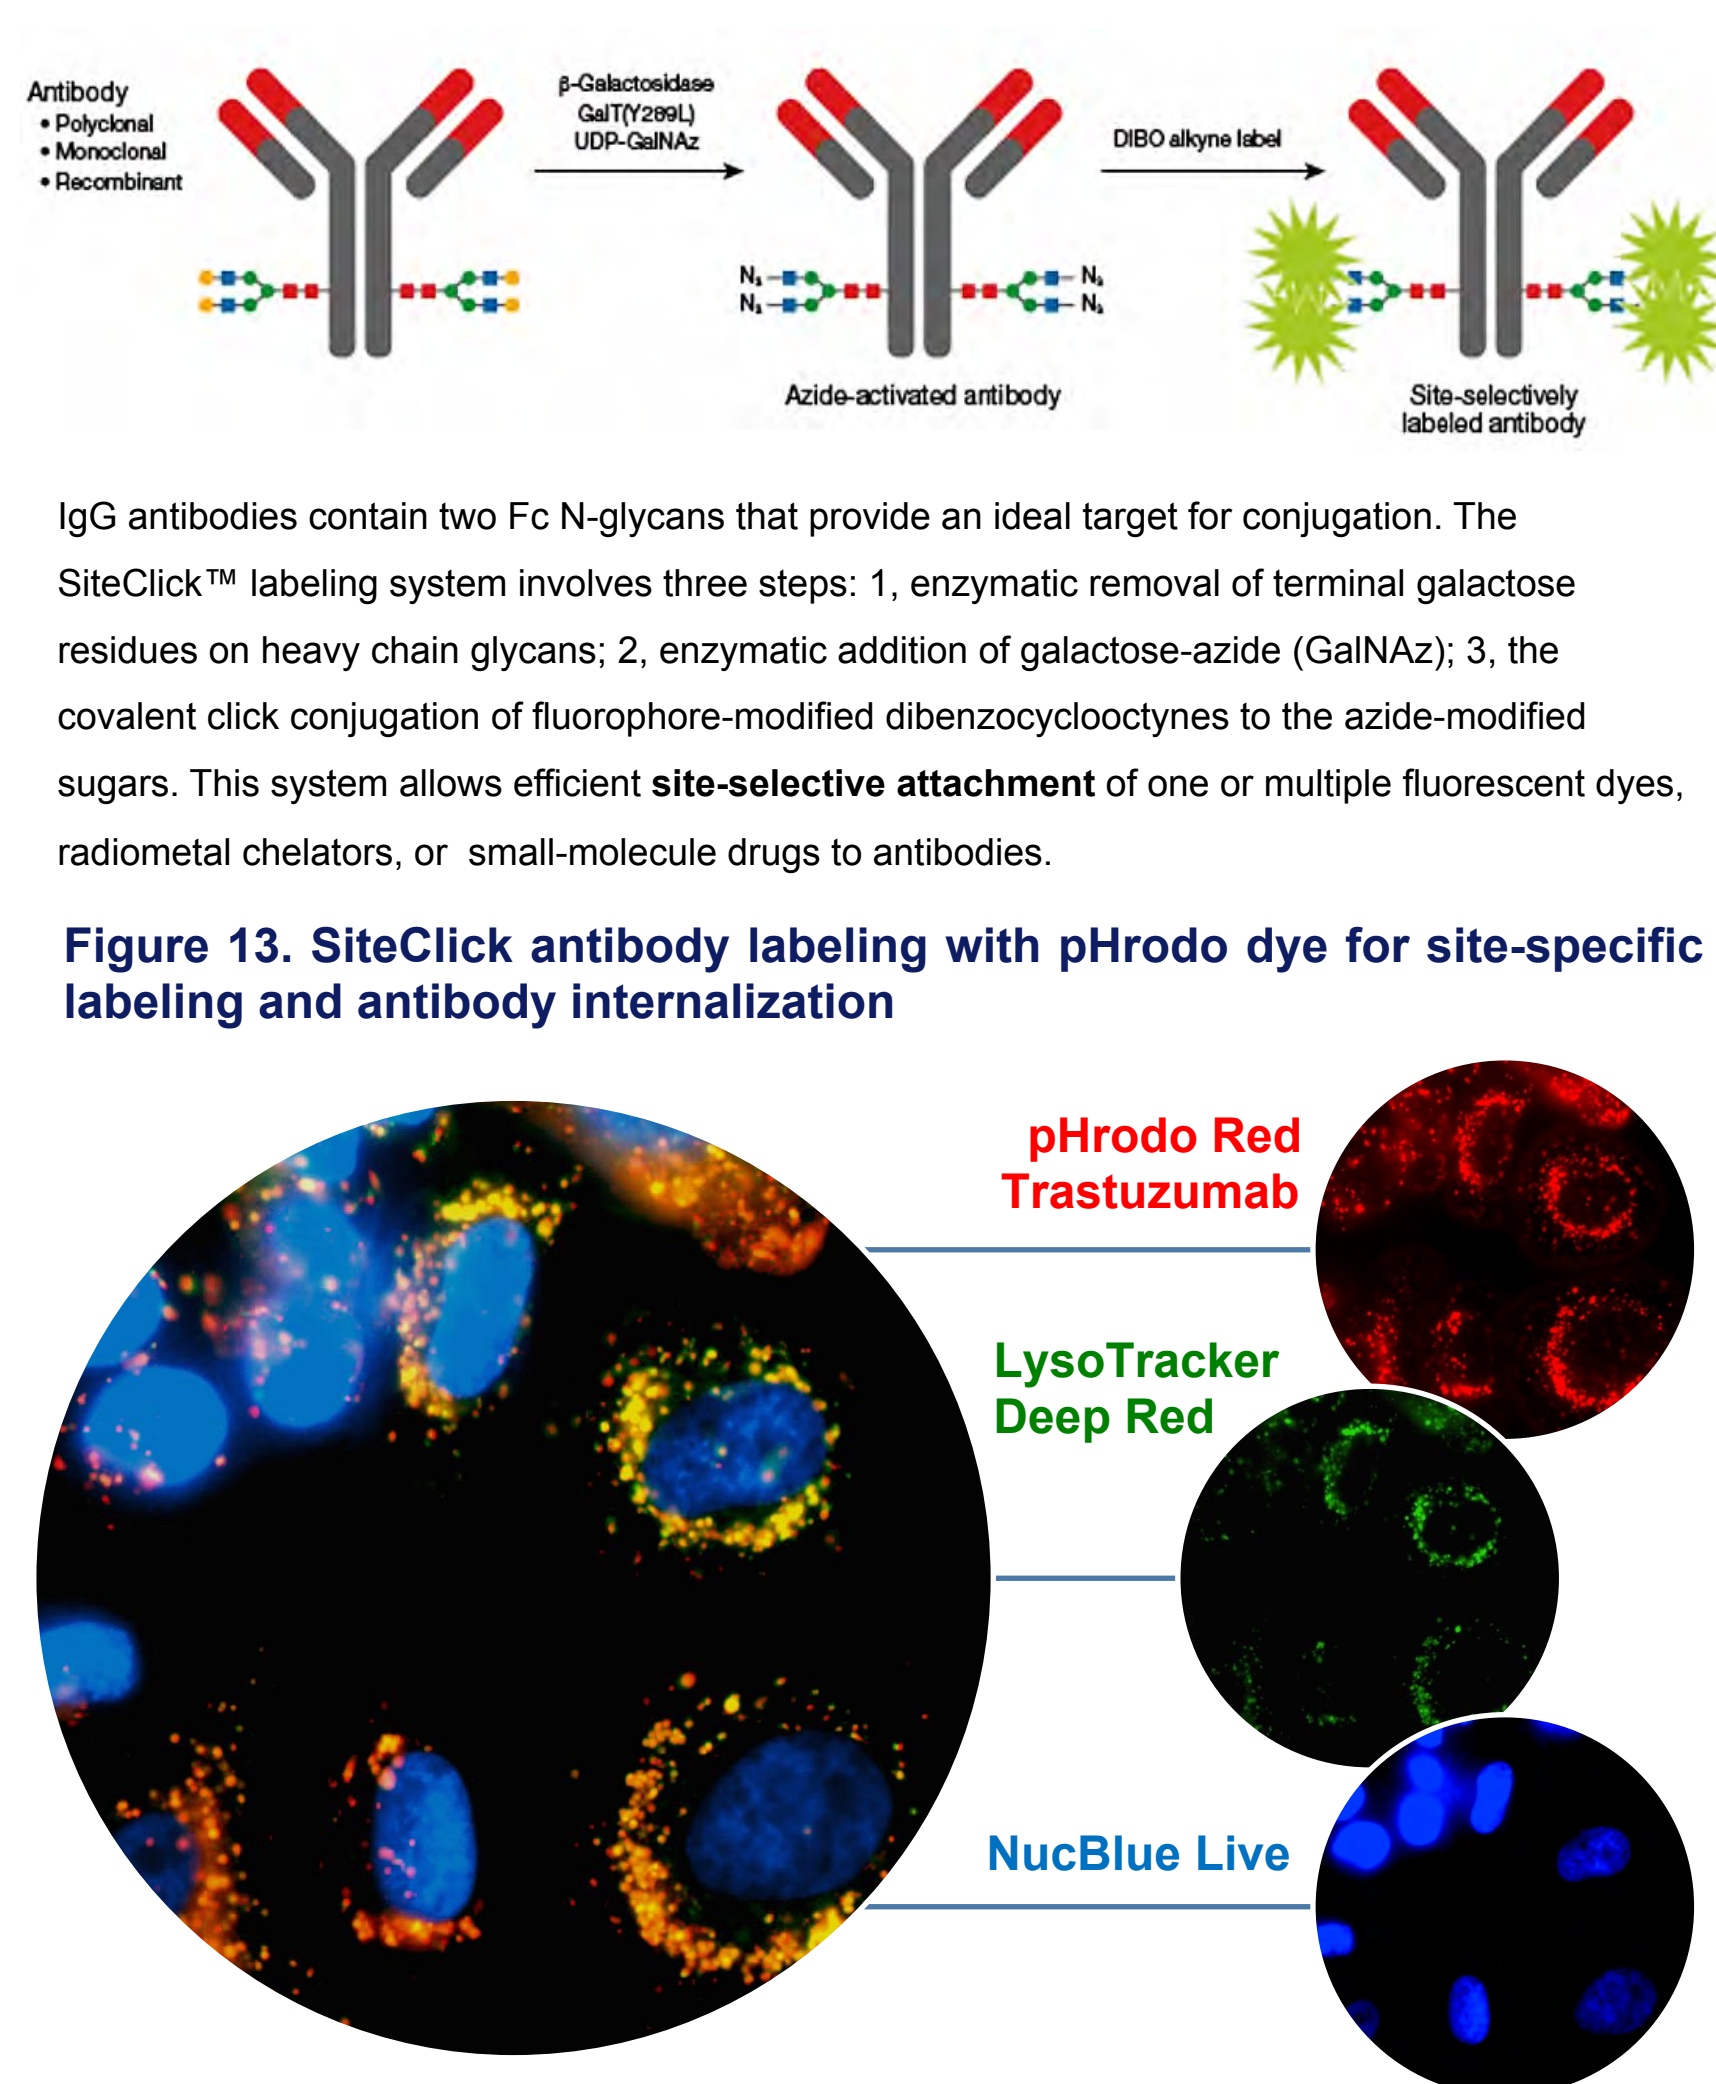 Antibody
• Polyclonal
• Monoclonal
• Recombinant
β-Galactosidase
GalT(Y289L)
UDP-GalNAz
DIBO alkyne label
N₃
N₃
N₃
N₃
Azide-activated antibody
Site-selectively
labeled antibody
IgG antibodies contain two Fc N-glycans that provide an ideal target for conjugation. The
SiteClick™ labeling system involves three steps: 1, enzymatic removal of terminal galactose
residues on heavy chain glycans; 2, enzymatic addition of galactose-azide (GalNAz); 3, the
covalent click conjugation of fluorophore-modified dibenzocyclooctynes to the azide-modified
sugars. This system allows efficient site-selective attachment of one or multiple fluorescent dyes,
radiometal chelators, or  small-molecule drugs to antibodies.
Figure 13. SiteClick antibody labeling with pHrodo dye for site-specific
labeling and antibody internalization
pHrodo Red
Trastuzumab
LysoTracker
Deep Red
NucBlue Live